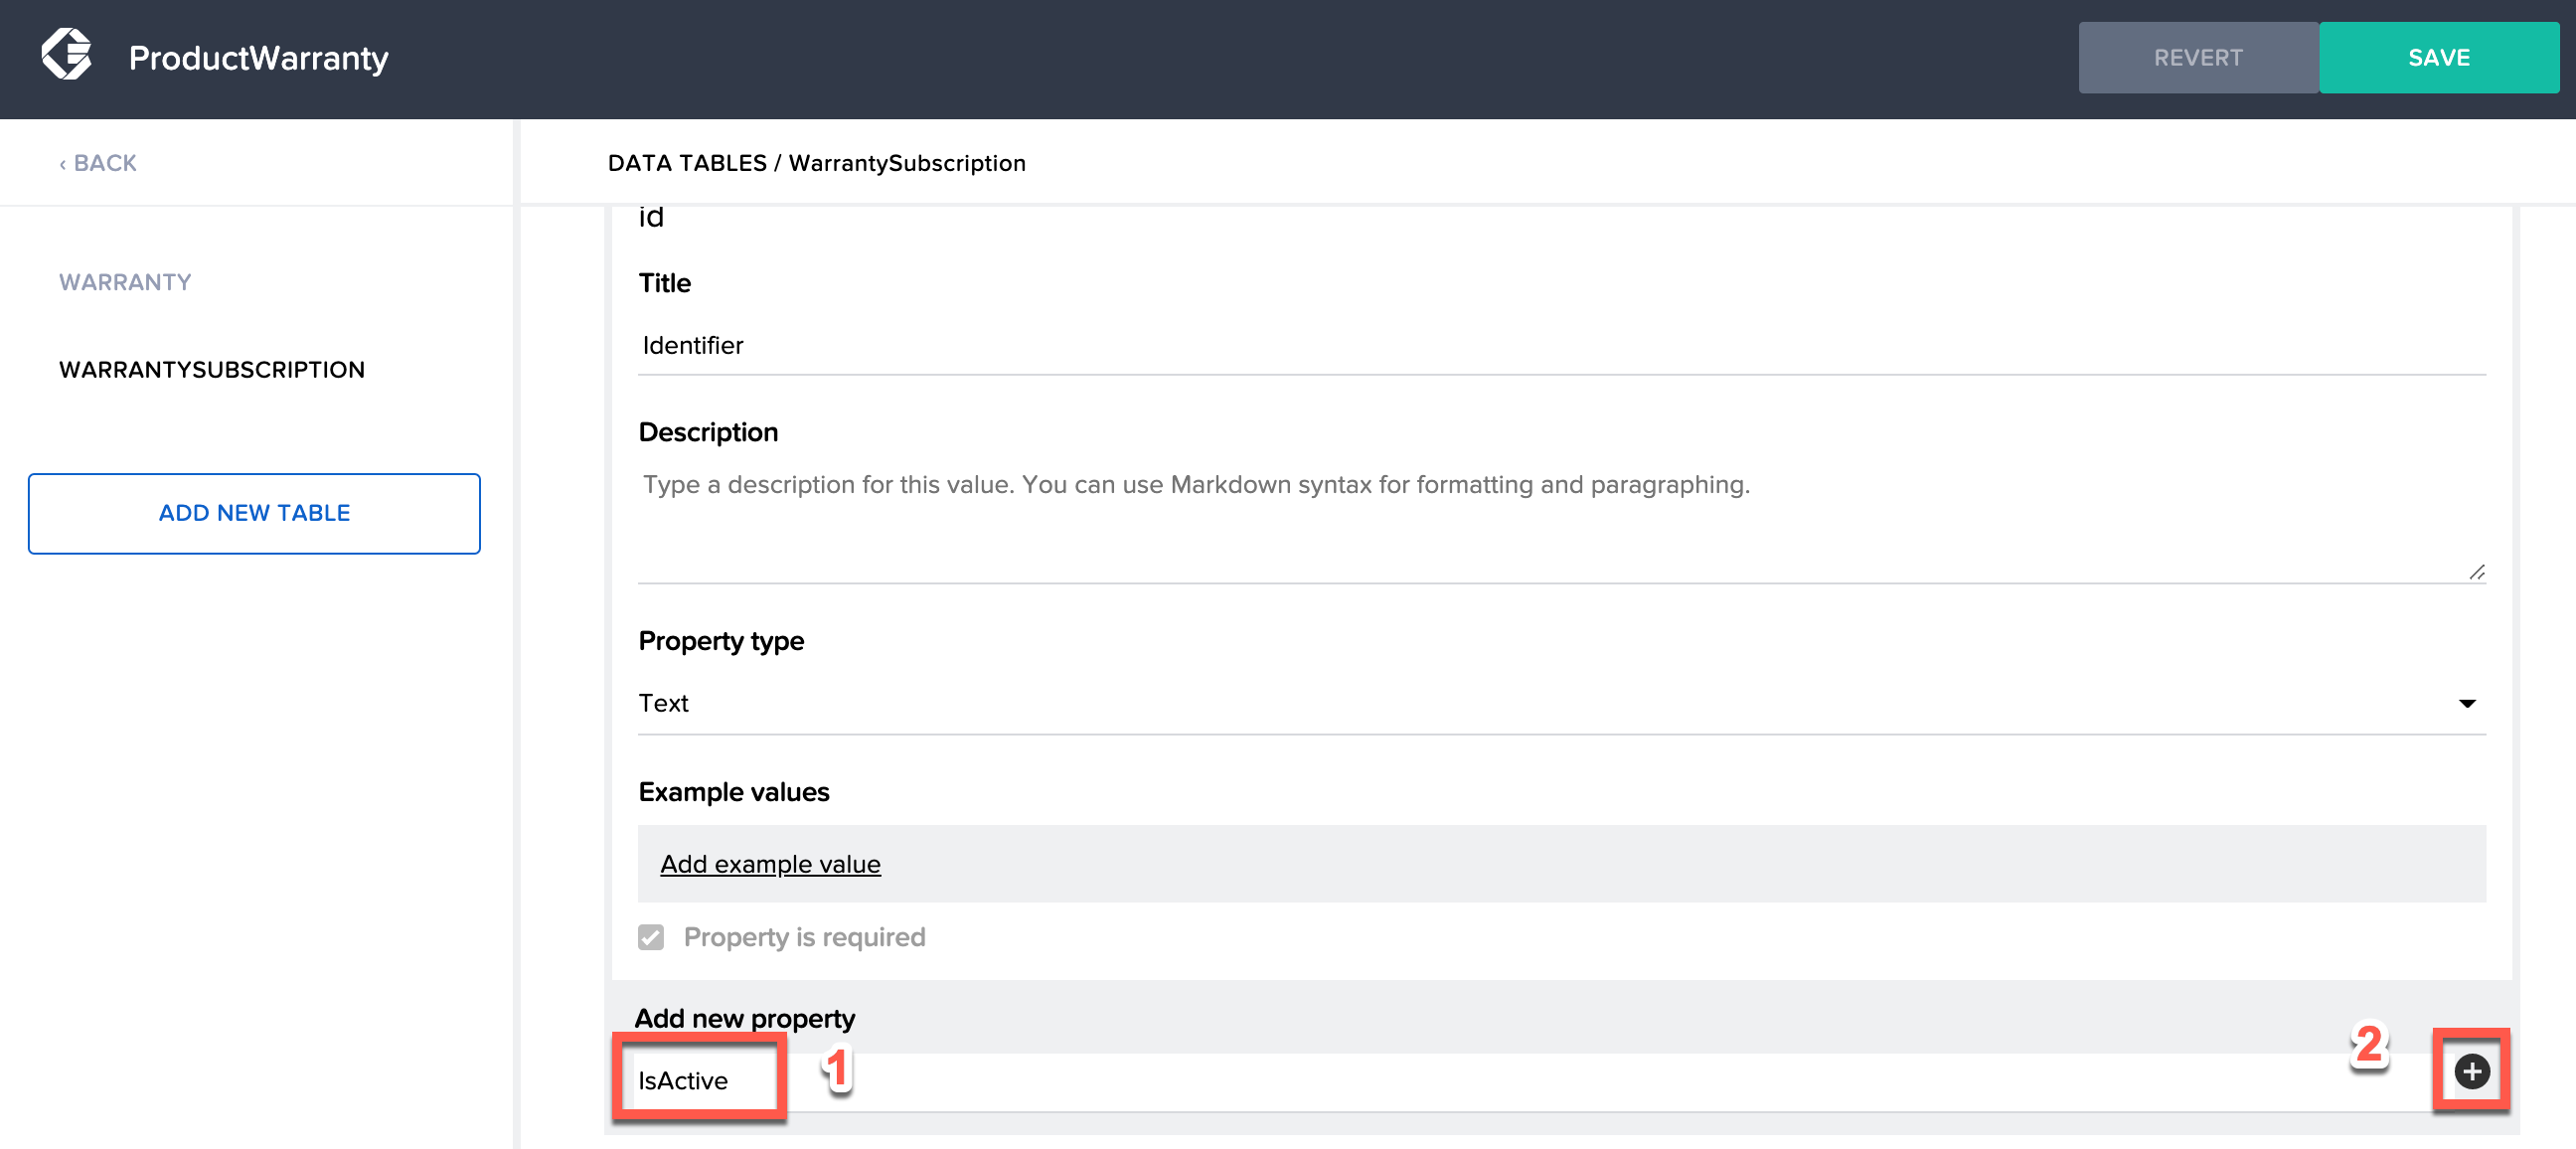 ProductWarranty
REVERT
SAVE
‹ BACK
DATA TABLES / WarrantySubscription
WARRANTY
WARRANTYSUBSCRIPTION
ADD NEW TABLE
id
Title
Identifier
Description
Type a description for this value. You can use Markdown syntax for formatting and paragraphing.
Property type
Text
Example values
Add example value
Property is required
Add new property
IsActive
1
2